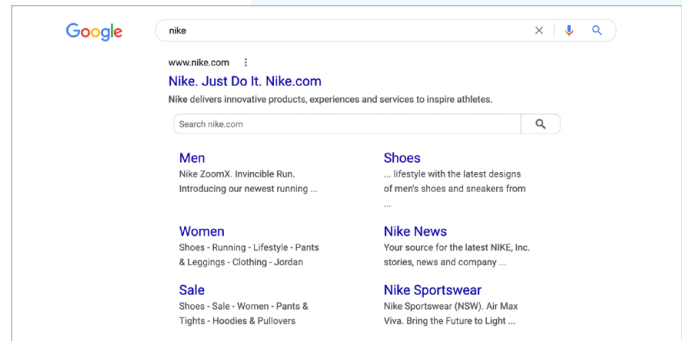 Google
nike
www.nike.com
Nike. Just Do It. Nike.com
Nike delivers innovative products, experiences and services to inspire athletes.
Search nike.com
Men
Nike ZoomX. Invincible Run.
Introducing our newest running ...
Shoes
... lifestyle with the latest designs
of men's shoes and sneakers from
...
Women
Shoes - Running - Lifestyle - Pants
& Leggings - Clothing - Jordan
Nike News
Your source for the latest NIKE, Inc.
stories, news and company ...
Sale
Shoes - Sale - Women - Pants &
Tights - Hoodies & Pullovers
Nike Sportswear
Nike Sportswear (NSW). Air Max
Viva. Bring the Future to Light ...